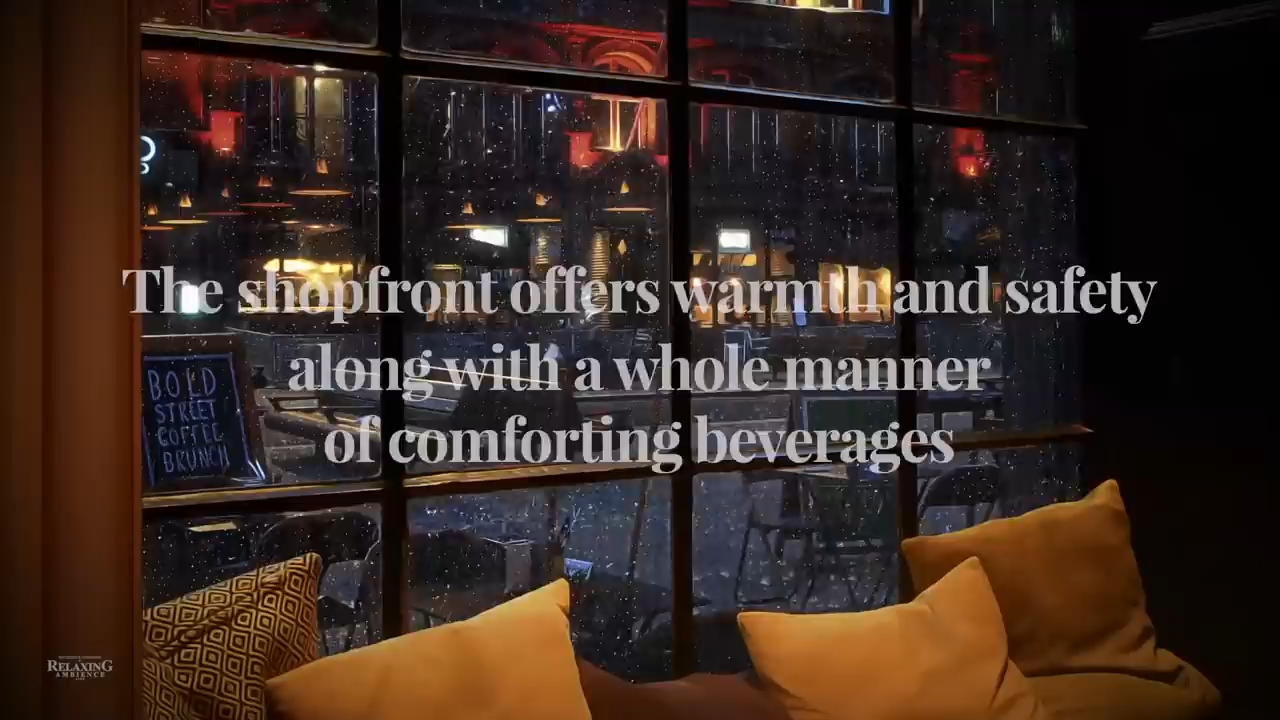 The shopfront offers warmth and safety
along with a whole manner
of comforting beverages
BOLD
STREET
COFFEE
BRUNCH
RELAXING
AMBIENCE